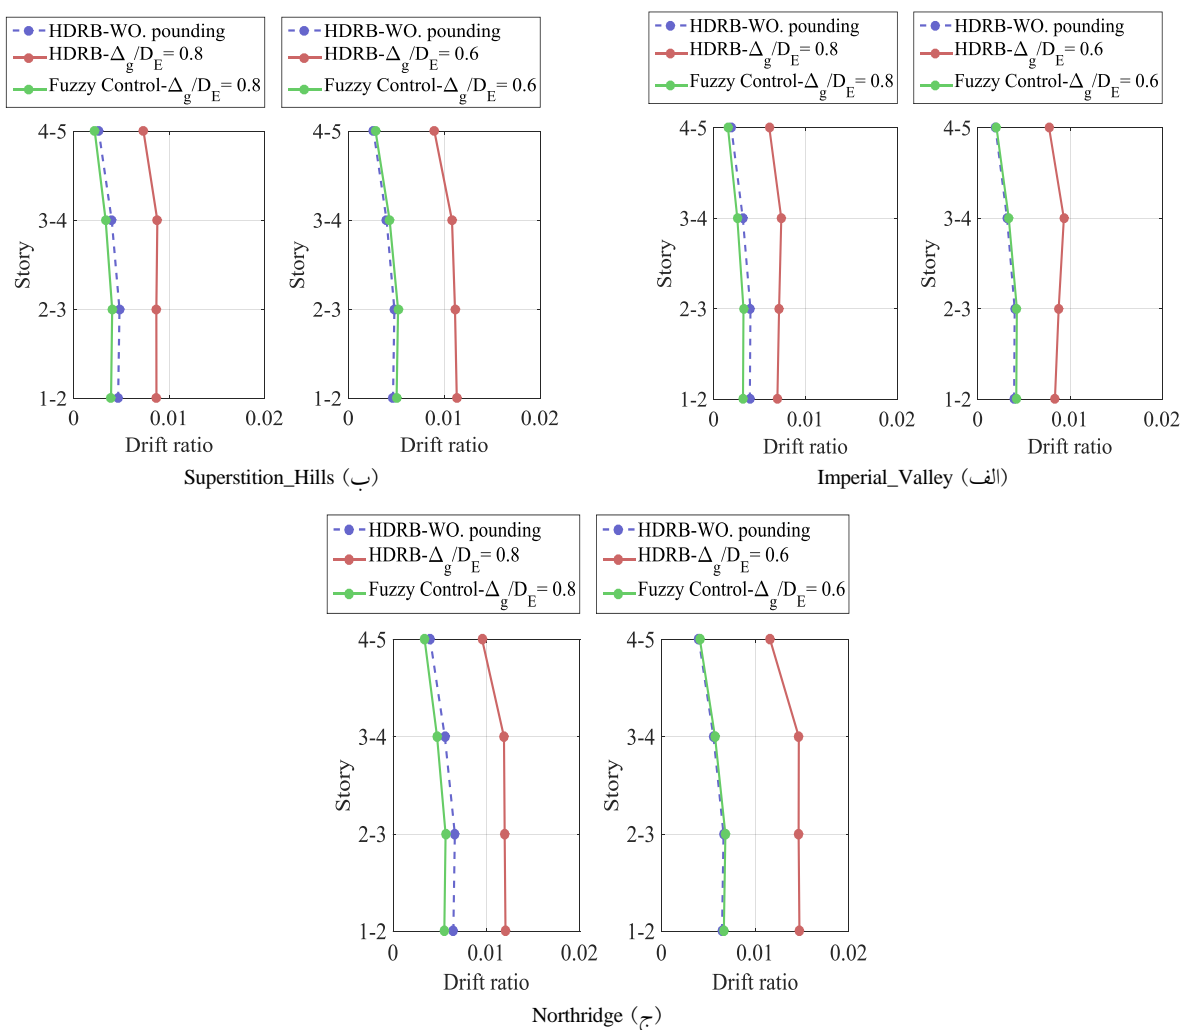 HDRB-WO. pounding
HDRB-Δg/DE= 0.8
Fuzzy Control-Δg/DE= 0.8
4-5
3-4
2-3
1-2
Story
0
0.01
0.02
Drift ratio
HDRB-WO. pounding
HDRB-Δg/DE= 0.6
Fuzzy Control-Δg/DE= 0.6
4-5
3-4
2-3
1-2
Story
0
0.01
0.02
Drift ratio
Superstition_Hills (ب)
HDRB-WO. pounding
HDRB-Δg/DE= 0.8
Fuzzy Control-Δg/DE= 0.8
4-5
3-4
2-3
1-2
Story
0
0.01
0.02
Drift ratio
HDRB-WO. pounding
HDRB-Δg/DE= 0.6
Fuzzy Control-Δg/DE= 0.6
4-5
3-4
2-3
1-2
Story
0
0.01
0.02
Drift ratio
Imperial_Valley (الف)
HDRB-WO. pounding
HDRB-Δg/DE= 0.8
Fuzzy Control-Δg/DE= 0.8
4-5
3-4
2-3
1-2
Story
0
0.01
0.02
Drift ratio
HDRB-WO. pounding
HDRB-Δg/DE= 0.6
Fuzzy Control-Δg/DE= 0.6
4-5
3-4
2-3
1-2
Story
0
0.01
0.02
Drift ratio
Northridge (ج)